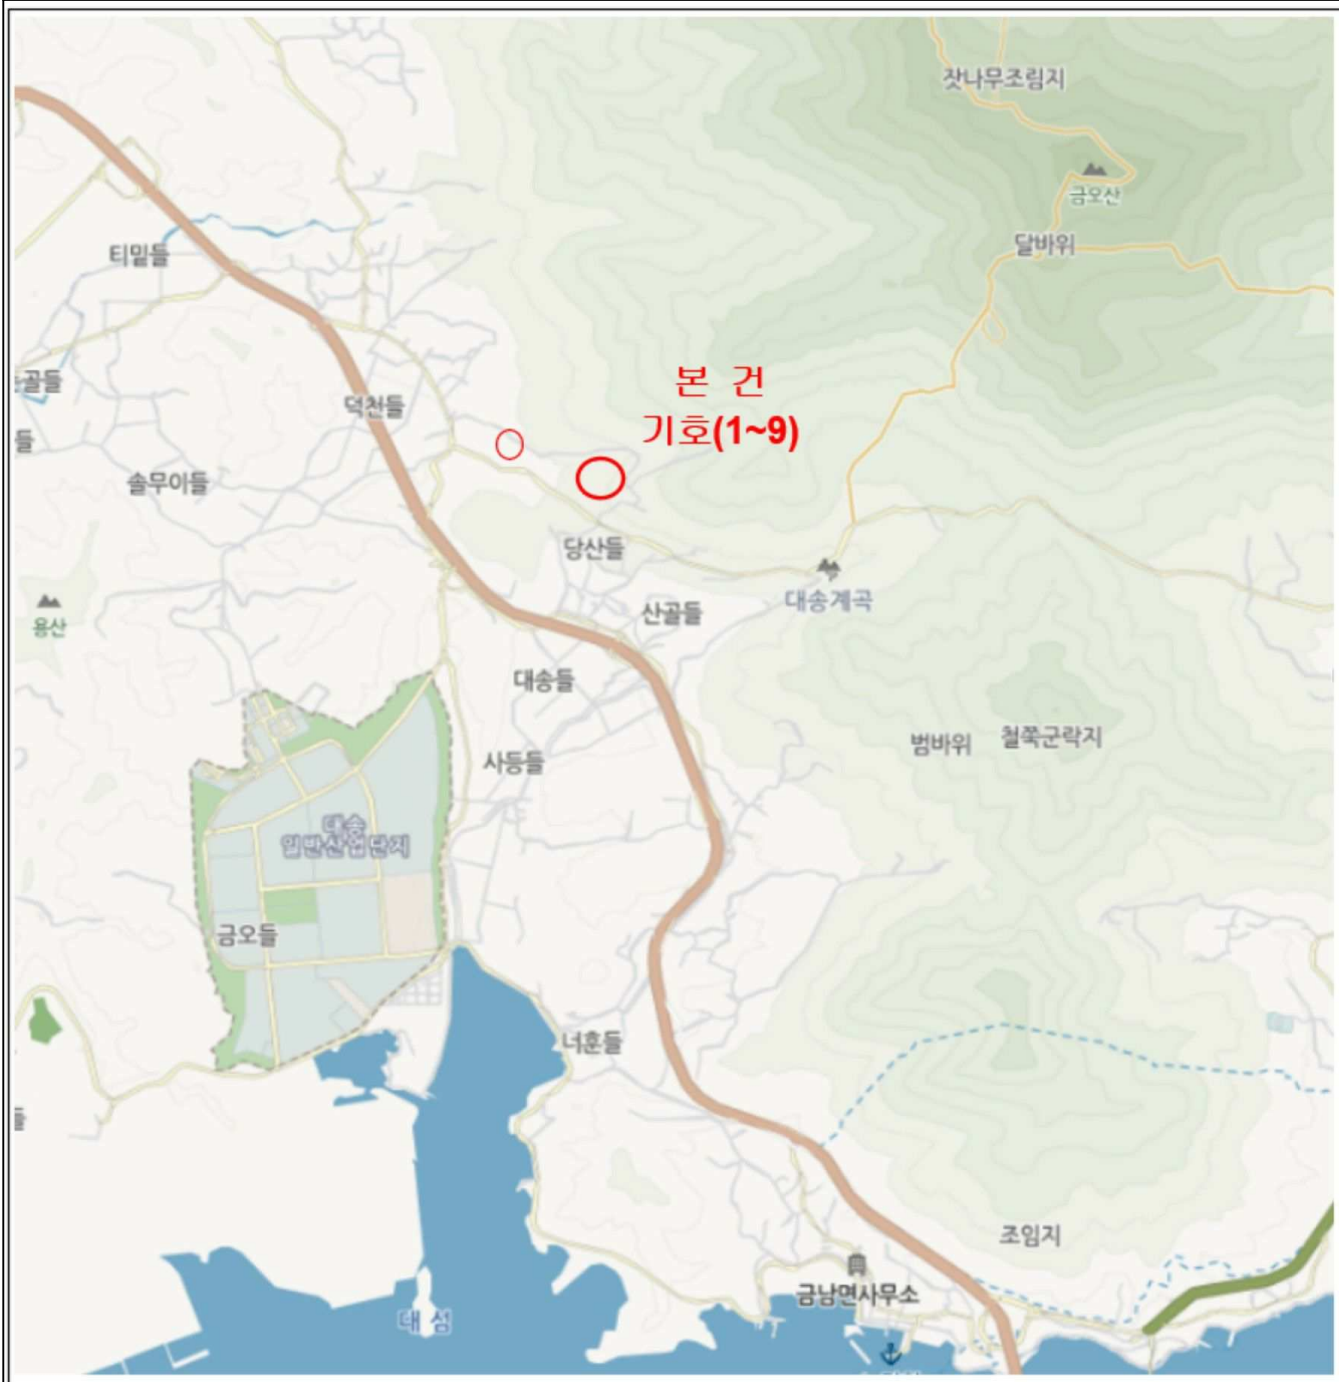 잣나무조림지
금오산
달바위
티밑들
골들
본 건
기호(1~9)
덕천들
들
솔무이들
당산들
대송계곡
용산
산골들
대송들
범바위
철쭉군락지
사등들
대송
일반산업단지
금오들
너훈들
조임지
금남면사무소
대 섬